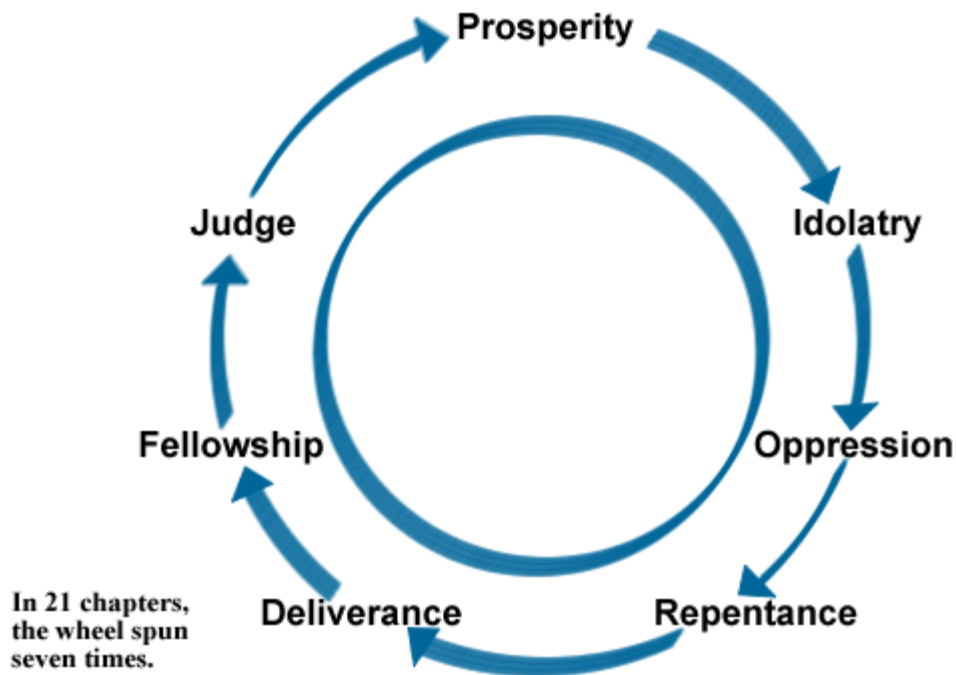 Prosperity
Idolatry
Oppression
Repentance
Deliverance
Fellowship
Judge
In 21 chapters,
the wheel spun
seven times.